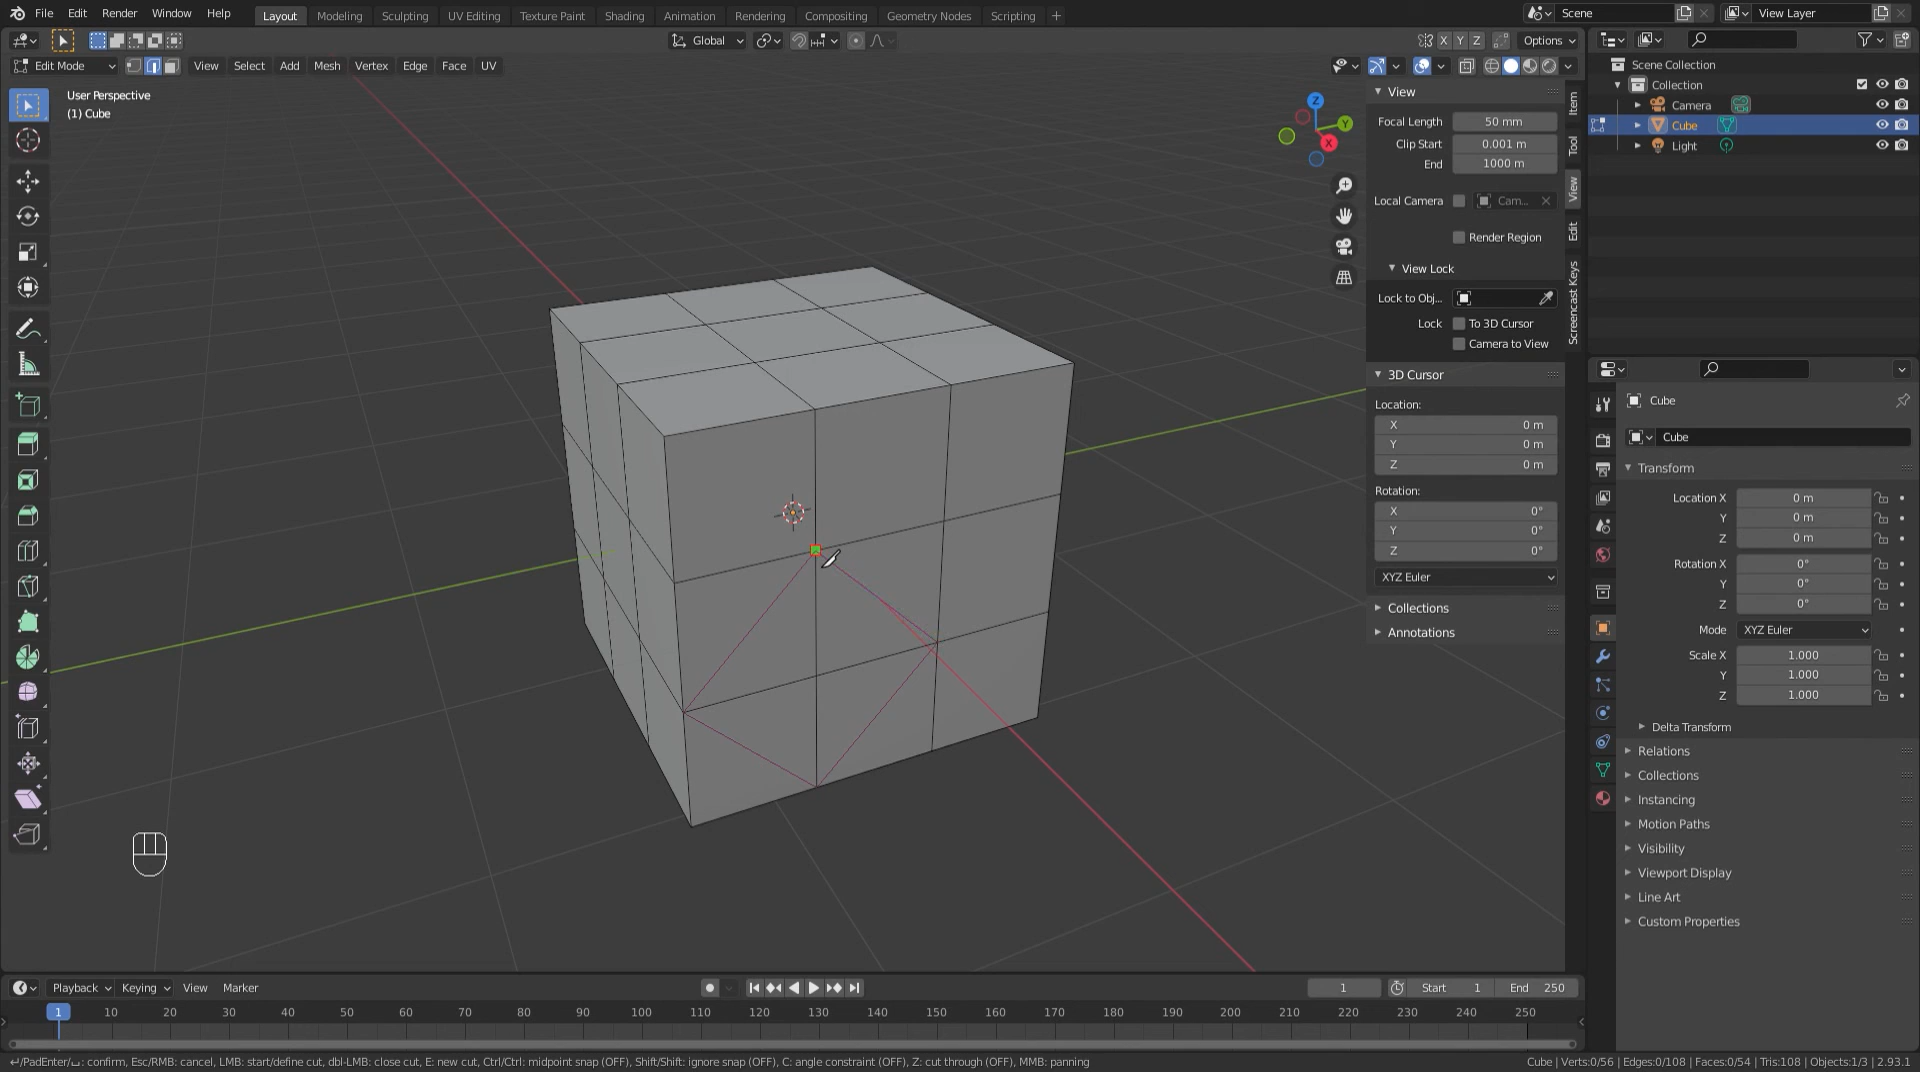 File Edit Render Window Help Layout Modeling Sculpting UV Editing Texture Paint Shading Animation Rendering Compositing Geometry Nodes Scripting + Scene View Layer
Global X Y Z Options
Edit Mode View Select Add Mesh Vertex Edge Face UV
User Perspective
(1) Cube
Z
Y
X
View
Focal Length 50 mm
Clip Start 0.001 m
End 1000 m
Local Camera Cam...
Render Region
View Lock
Lock to Obj...
Lock To 3D Cursor
Camera to View
3D Cursor
Location:
X 0 m
Y 0 m
Z 0 m
Rotation:
X 0°
Y 0°
Z 0°
XYZ Euler
Collections
Annotations
Item
Tool
View
Edit
Screencast Keys
Scene Collection
Collection
Camera
Cube
Light
Cube
Cube
Transform
Location X 0 m
Y 0 m
Z 0 m
Rotation X 0°
Y 0°
Z 0°
Mode XYZ Euler
Scale X 1.000
Y 1.000
Z 1.000
Delta Transform
Relations
Collections
Instancing
Motion Paths
Visibility
Viewport Display
Line Art
Custom Properties
Playback Keying View Marker 1 Start 1 End 250
1 10 20 30 40 50 60 70 80 90 100 110 120 130 140 150 160 170 180 190 200 210 220 230 240 250
↵/PadEnter/␣: confirm, Esc/RMB: cancel, LMB: start/define cut, dbl-LMB: close cut, E: new cut, Ctrl/Ctrl: midpoint snap (OFF), Shift/Shift: ignore snap (OFF), C: angle constraint (OFF), Z: cut through (OFF), MMB: panning
Cube | Verts:0/56 | Edges:0/108 | Faces:0/54 | Tris:108 | Objects:1/3 | 2.93.1